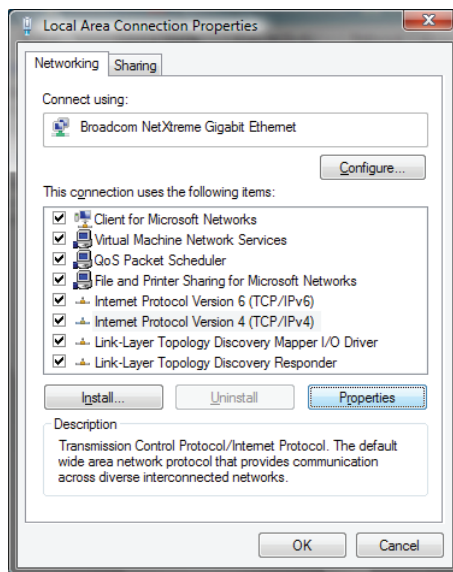 Local Area Connection Properties
Networking
Sharing
Connect using:
Broadcom NetXtreme Gigabit Ethernet
Configure...
This connection uses the following items:
Client for Microsoft Networks
Virtual Machine Network Services
QoS Packet Scheduler
File and Printer Sharing for Microsoft Networks
Internet Protocol Version 6 (TCP/IPv6)
Internet Protocol Version 4 (TCP/IPv4)
Link-Layer Topology Discovery Mapper I/O Driver
Link-Layer Topology Discovery Responder
Install...
Uninstall
Properties
Description
Transmission Control Protocol/Internet Protocol. The default
wide area network protocol that provides communication
across diverse interconnected networks.
OK
Cancel